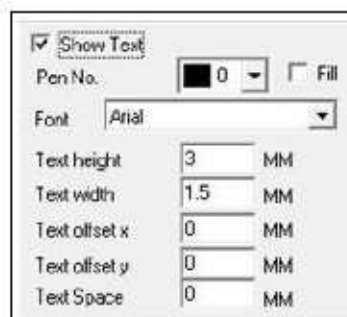 Show Text
Pen No. 0 Fill
Font Arial
Text height 3 MM
Text width 1.5 MM
Text offset x 0 MM
Text offset y 0 MM
Text Space 0 MM